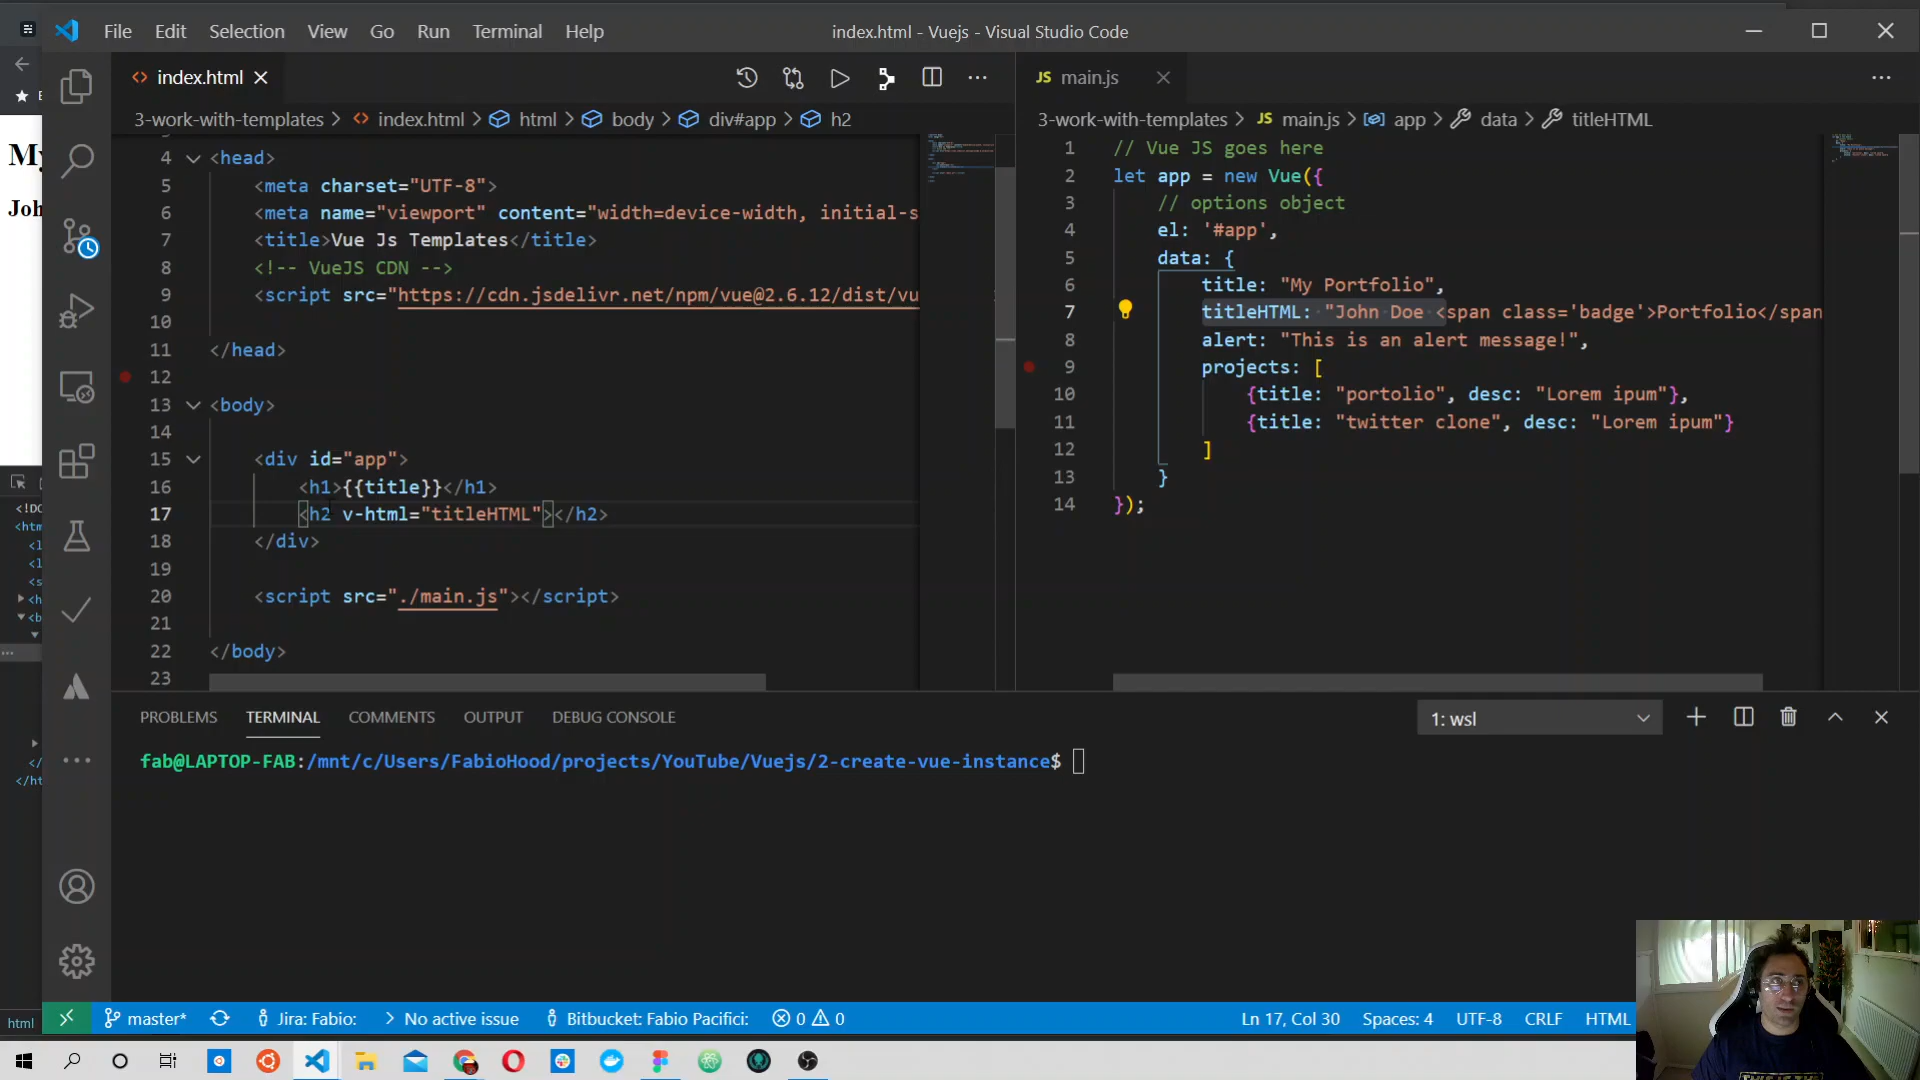 File Edit Selection View Go Run Terminal Help
index.html - Vuejs - Visual Studio Code
index.html
3-work-with-templates > index.html > html > body > div#app > h2
4 <head>
5 <meta charset="UTF-8">
6 <meta name="viewport" content="width=device-width, initial-s
7 <title>Vue Js Templates</title>
8 <!-- VueJS CDN -->
9 <script src="https://cdn.jsdelivr.net/npm/vue@2.6.12/dist/vu
10
11 </head>
12
13 <body>
14
15 <div id="app">
16 <h1>{{title}}</h1>
17 <h2 v-html="titleHTML"></h2>
18 </div>
19
20 <script src="./main.js"></script>
21
22 </body>
23
JS main.js
3-work-with-templates > JS main.js > app > data > titleHTML
1 // Vue JS goes here
2 let app = new Vue({
3 // options object
4 el: '#app',
5 data: {
6 title: "My Portfolio",
7 titleHTML: "John Doe <span class='badge'>Portfolio</span
8 alert: "This is an alert message!",
9 projects: [
10 {title: "portolio", desc: "Lorem ipum"},
11 {title: "twitter clone", desc: "Lorem ipum"}
12 ]
13 }
14 });
My
Joh
<!DO
<htm
<l
<l
<s
<h
<b
</
</ht
html
PROBLEMS TERMINAL COMMENTS OUTPUT DEBUG CONSOLE
1: wsl
fab@LAPTOP-FAB:/mnt/c/Users/FabioHood/projects/YouTube/Vuejs/2-create-vue-instance$
master* Jira: Fabio: > No active issue Bitbucket: Fabio Pacifici: 0 0
Ln 17, Col 30 Spaces: 4 UTF-8 CRLF HTML